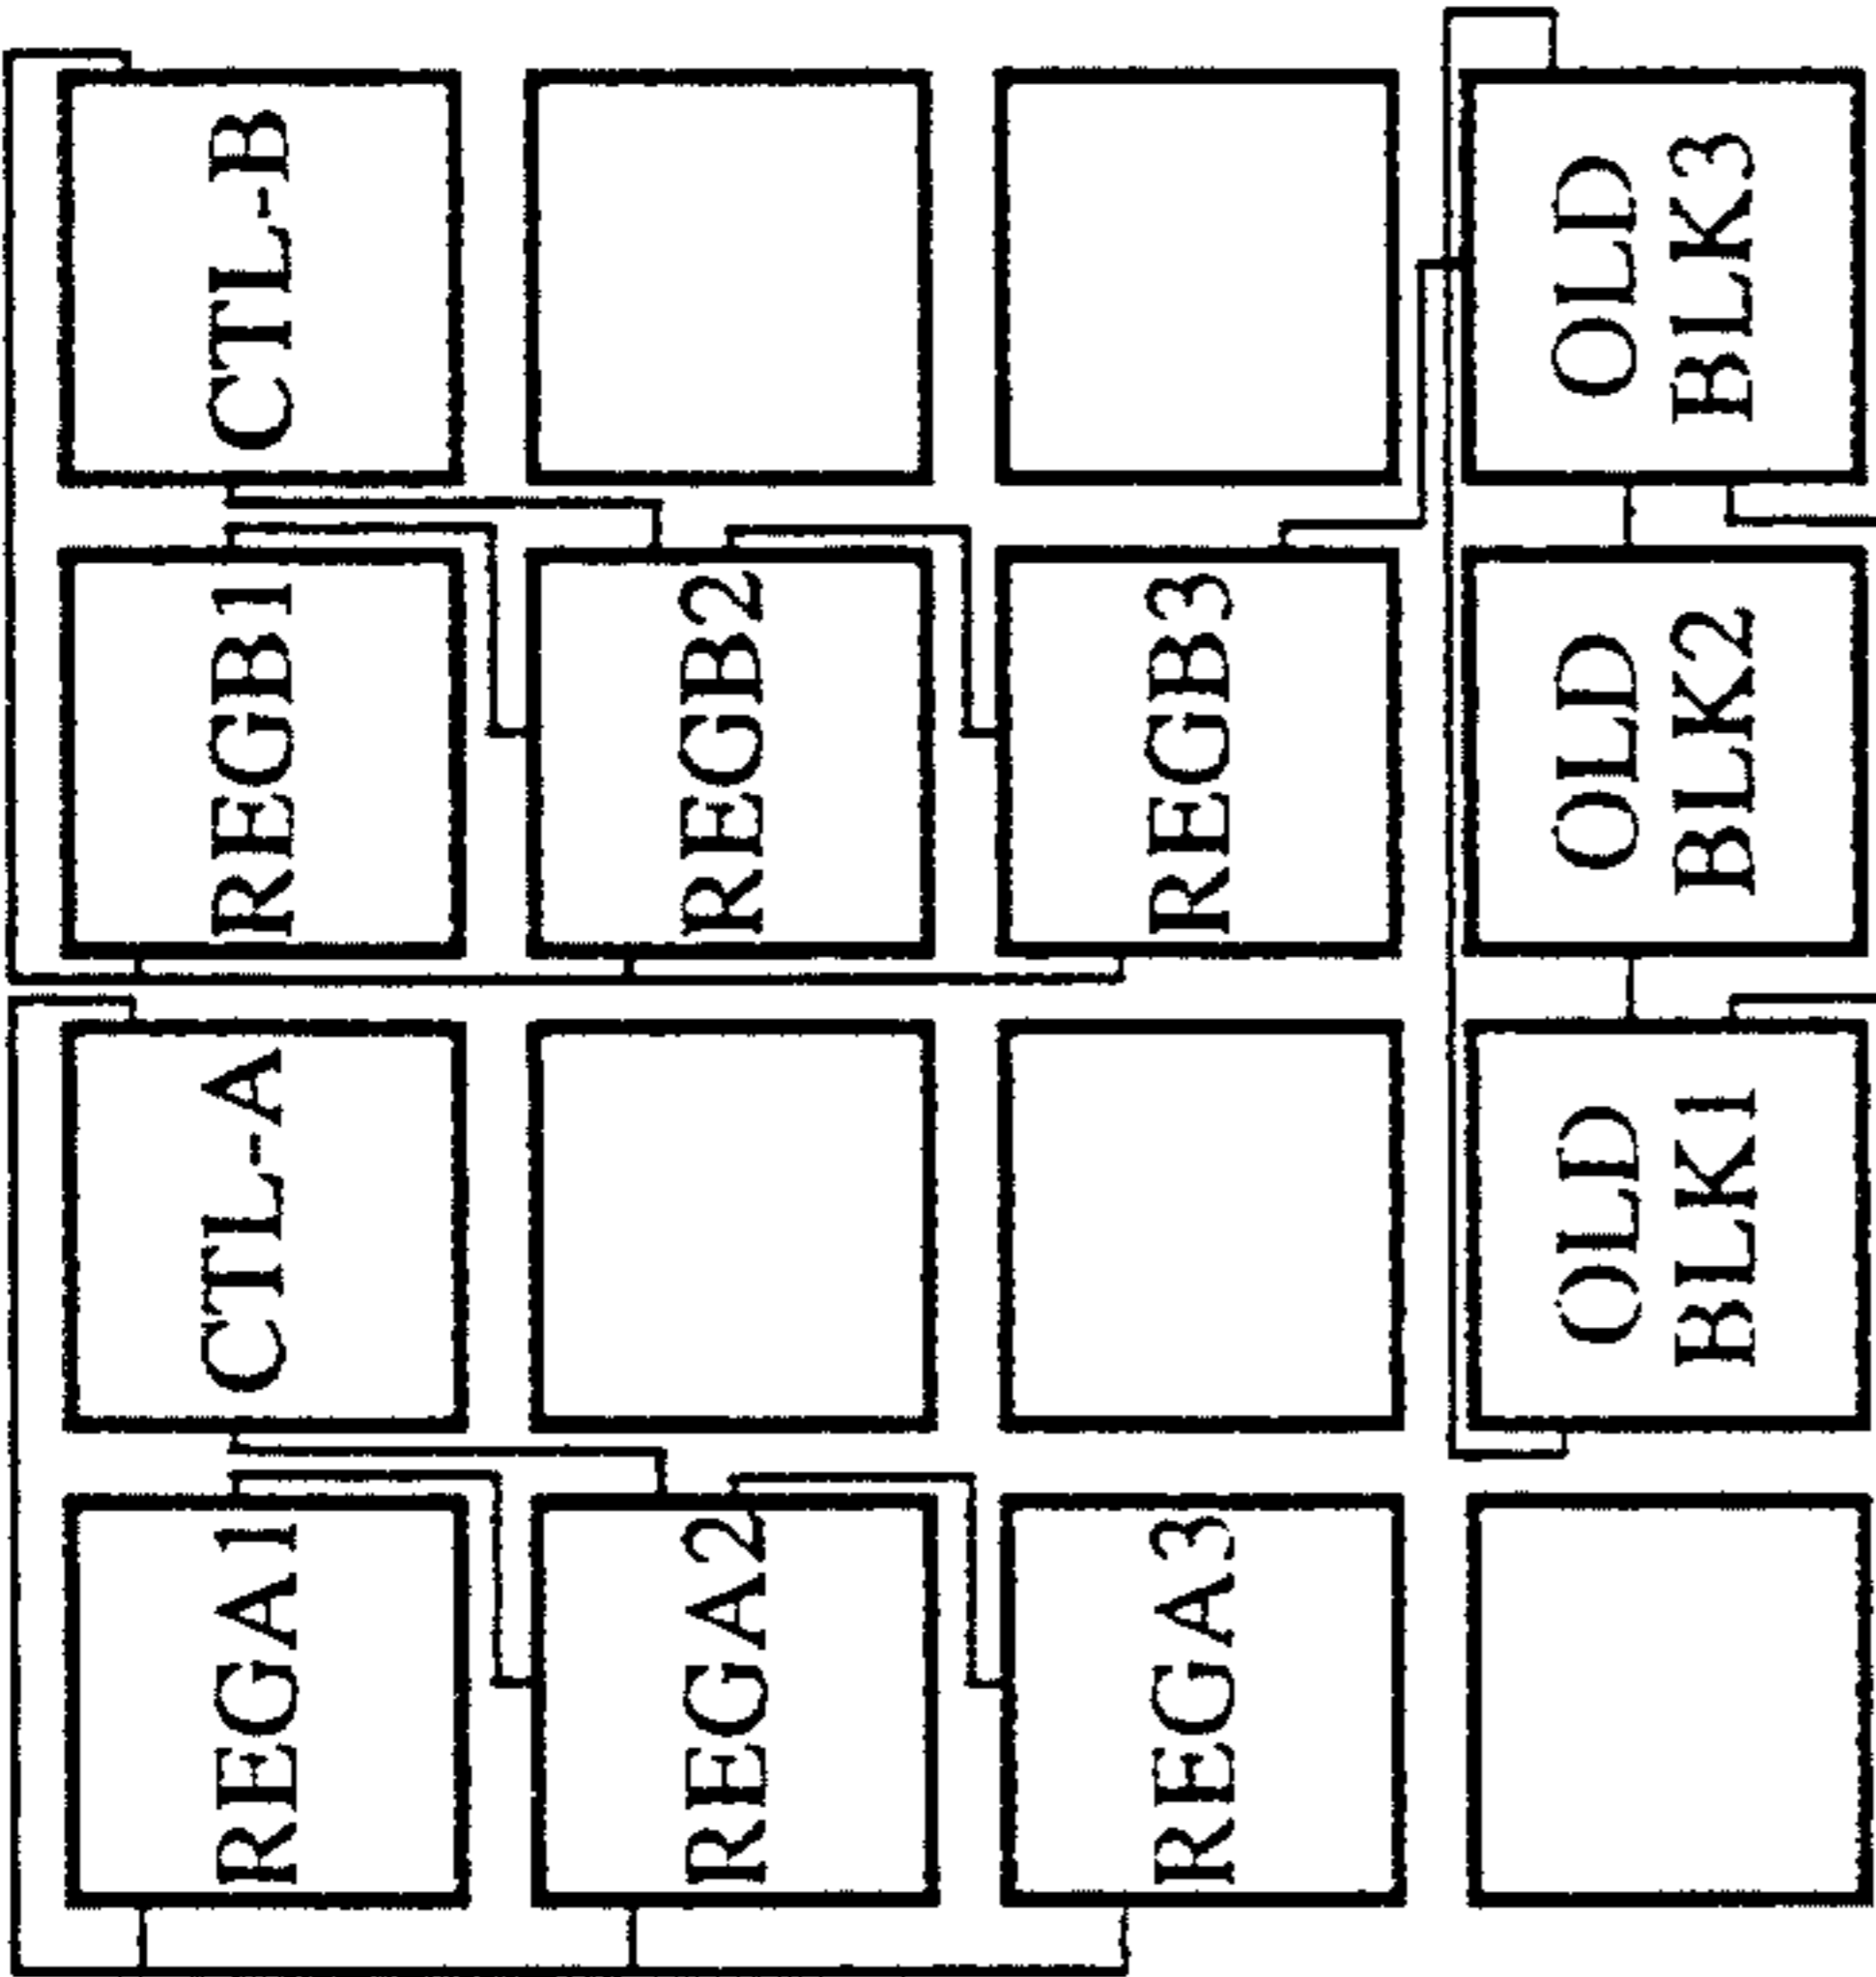 REGA1
CTL-A
REGB1
CTL-B
REGA2
REGB2
REGA3
REGB3
OLD
BLK1
OLD
BLK2
OLD
BLK3